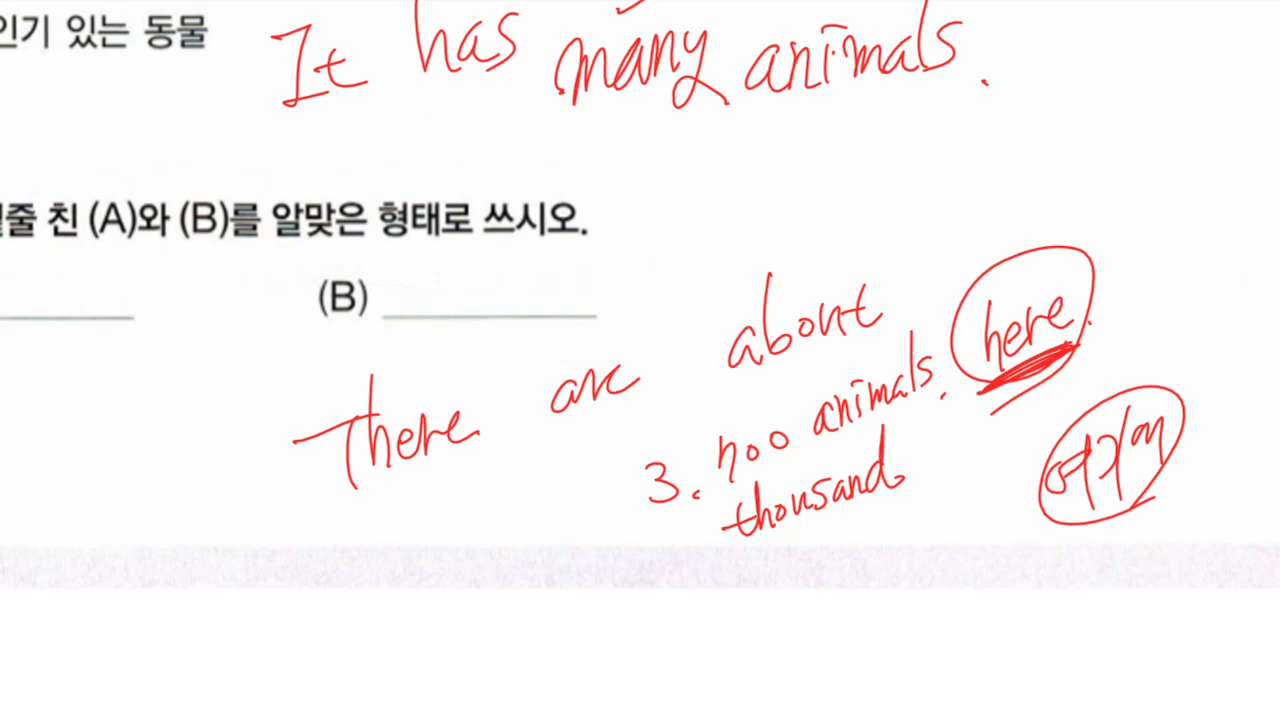 인기 있는 동물
It has many animals.
줄 친 (A)와 (B)를 알맞은 형태로 쓰시오.
(B)
There are about
3.000 animals. here.
thousand
여기에